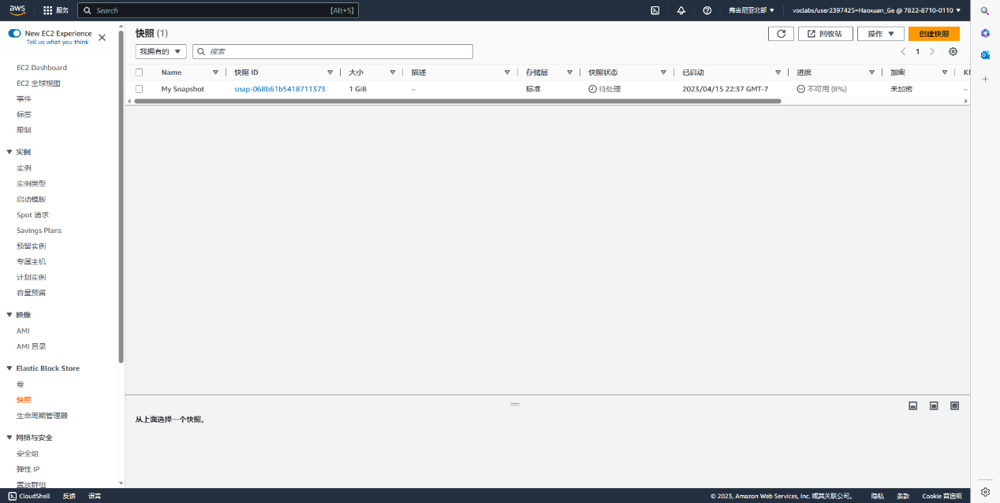 aws 服务 Search [Alt+S] 弗吉尼亚北部 voclabs/user2397425=Haoxuan_Ge @ 7822-8710-0110
New EC2 Experience
Tell us what you think
EC2 Dashboard
EC2 全球视图
事件
标签
限制
实例
实例
实例类型
启动模板
Spot 请求
Savings Plans
预留实例
专属主机
计划实例
容量预留
映像
AMI
AMI 目录
Elastic Block Store
卷
快照
生命周期管理器
网络与安全
安全组
弹性 IP
置放群组
快照 (1) 回收站 操作 创建快照
我拥有的 搜索 1
Name 快照 ID 大小 描述 存储层 快照状态 已启动 进度 加密 KI
My Snapshot snap-068b61b5418711373 1 GiB – 标准 待处理 2023/04/15 22:37 GMT-7 不可用 (8%) 未加密 –
从上面选择一个快照。
CloudShell 反馈 语言 © 2023, Amazon Web Services, Inc. 或其关联公司。 隐私 条款 Cookie 首选项